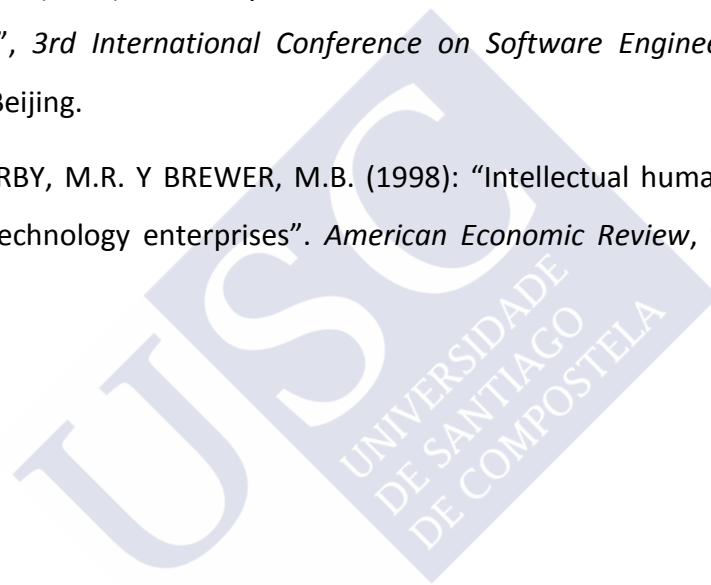 ”, 3rd International Conference on Software Enginee
Beijing.
RBY, M.R. Y BREWER, M.B. (1998): “Intellectual huma
echnology enterprises”. American Economic Review,
USC
UNIVERSIDADE
DE SANTIAGO
DE COMPOSTELA